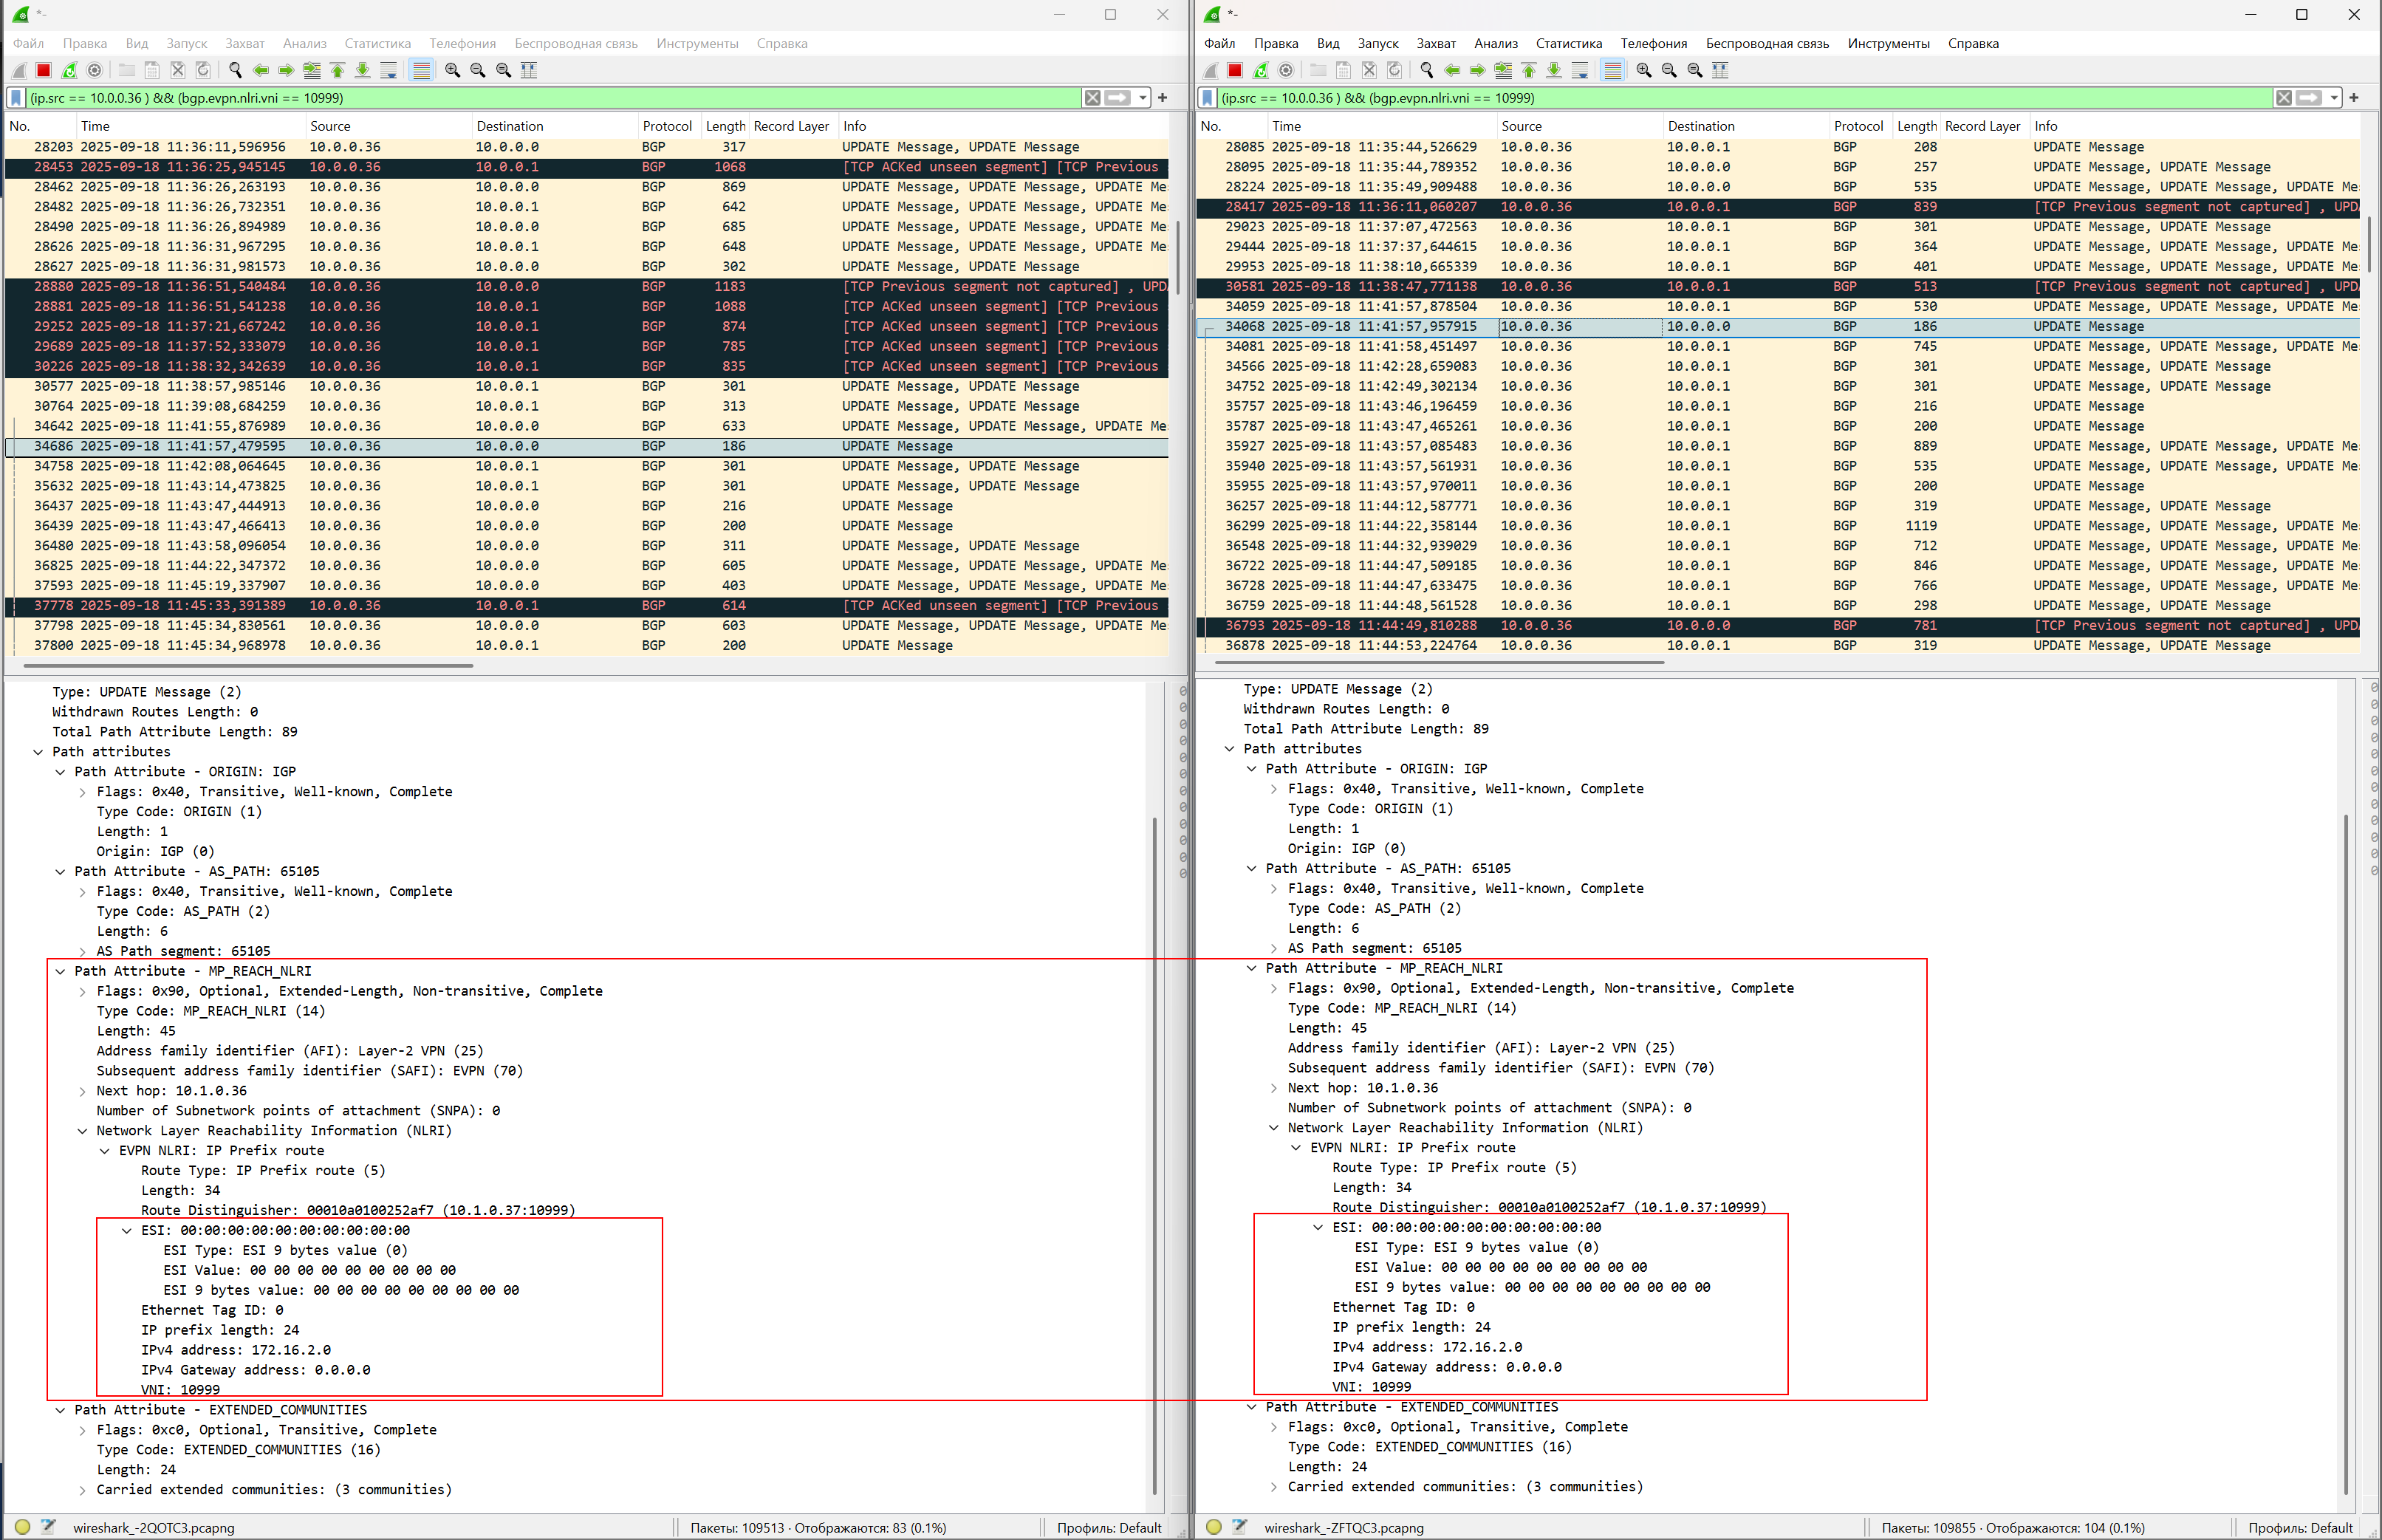 *-
Файл Правка Вид Запуск Захват Анализ Статистика Телефония Беспроводная связь Инструменты Справка
(ip.src == 10.0.0.36 ) && (bgp.evpn.nlri.vni == 10999)
No. Time Source Destination Protocol Length Record Layer Info
28203 2025-09-18 11:36:11,596956 10.0.0.36 10.0.0.0 BGP 317 UPDATE Message, UPDATE Message
28453 2025-09-18 11:36:25,945145 10.0.0.36 10.0.0.1 BGP 1068 [TCP ACKed unseen segment] [TCP Previous
28462 2025-09-18 11:36:26,263193 10.0.0.36 10.0.0.0 BGP 869 UPDATE Message, UPDATE Message, UPDATE Me
28482 2025-09-18 11:36:26,732351 10.0.0.36 10.0.0.1 BGP 642 UPDATE Message, UPDATE Message, UPDATE Me
28490 2025-09-18 11:36:26,894989 10.0.0.36 10.0.0.0 BGP 685 UPDATE Message, UPDATE Message, UPDATE Me
28626 2025-09-18 11:36:31,967295 10.0.0.36 10.0.0.1 BGP 648 UPDATE Message, UPDATE Message, UPDATE Me
28627 2025-09-18 11:36:31,981573 10.0.0.36 10.0.0.0 BGP 302 UPDATE Message, UPDATE Message
28880 2025-09-18 11:36:51,540484 10.0.0.36 10.0.0.0 BGP 1183 [TCP Previous segment not captured] , UPD
28881 2025-09-18 11:36:51,541238 10.0.0.36 10.0.0.1 BGP 1088 [TCP ACKed unseen segment] [TCP Previous
29252 2025-09-18 11:37:21,667242 10.0.0.36 10.0.0.1 BGP 874 [TCP ACKed unseen segment] [TCP Previous
29689 2025-09-18 11:37:52,333079 10.0.0.36 10.0.0.1 BGP 785 [TCP ACKed unseen segment] [TCP Previous
30226 2025-09-18 11:38:32,342639 10.0.0.36 10.0.0.1 BGP 835 [TCP ACKed unseen segment] [TCP Previous
30577 2025-09-18 11:38:57,985146 10.0.0.36 10.0.0.1 BGP 301 UPDATE Message, UPDATE Message
30764 2025-09-18 11:39:08,684259 10.0.0.36 10.0.0.0 BGP 313 UPDATE Message, UPDATE Message
34642 2025-09-18 11:41:55,876989 10.0.0.36 10.0.0.0 BGP 633 UPDATE Message, UPDATE Message, UPDATE Me
34686 2025-09-18 11:41:57,479595 10.0.0.36 10.0.0.0 BGP 186 UPDATE Message
34758 2025-09-18 11:42:08,064645 10.0.0.36 10.0.0.1 BGP 301 UPDATE Message, UPDATE Message
35632 2025-09-18 11:43:14,473825 10.0.0.36 10.0.0.1 BGP 301 UPDATE Message, UPDATE Message
36437 2025-09-18 11:43:47,444913 10.0.0.36 10.0.0.0 BGP 216 UPDATE Message
36439 2025-09-18 11:43:47,466413 10.0.0.36 10.0.0.0 BGP 200 UPDATE Message
36480 2025-09-18 11:43:58,096054 10.0.0.36 10.0.0.0 BGP 311 UPDATE Message, UPDATE Message
36825 2025-09-18 11:44:22,347372 10.0.0.36 10.0.0.0 BGP 605 UPDATE Message, UPDATE Message, UPDATE Me
37593 2025-09-18 11:45:19,337907 10.0.0.36 10.0.0.0 BGP 403 UPDATE Message, UPDATE Message, UPDATE Me
37778 2025-09-18 11:45:33,391389 10.0.0.36 10.0.0.1 BGP 614 [TCP ACKed unseen segment] [TCP Previous
37798 2025-09-18 11:45:34,830561 10.0.0.36 10.0.0.0 BGP 603 UPDATE Message, UPDATE Message, UPDATE Me
37800 2025-09-18 11:45:34,968978 10.0.0.36 10.0.0.1 BGP 200 UPDATE Message
Type: UPDATE Message (2)
Withdrawn Routes Length: 0
Total Path Attribute Length: 89
Path attributes
Path Attribute - ORIGIN: IGP
Flags: 0x40, Transitive, Well-known, Complete
Type Code: ORIGIN (1)
Length: 1
Origin: IGP (0)
Path Attribute - AS_PATH: 65105
Flags: 0x40, Transitive, Well-known, Complete
Type Code: AS_PATH (2)
Length: 6
AS Path segment: 65105
Path Attribute - MP_REACH_NLRI
Flags: 0x90, Optional, Extended-Length, Non-transitive, Complete
Type Code: MP_REACH_NLRI (14)
Length: 45
Address family identifier (AFI): Layer-2 VPN (25)
Subsequent address family identifier (SAFI): EVPN (70)
Next hop: 10.1.0.36
Number of Subnetwork points of attachment (SNPA): 0
Network Layer Reachability Information (NLRI)
EVPN NLRI: IP Prefix route
Route Type: IP Prefix route (5)
Length: 34
Route Distinguisher: 00010a0100252af7 (10.1.0.37:10999)
ESI: 00:00:00:00:00:00:00:00:00:00
ESI Type: ESI 9 bytes value (0)
ESI Value: 00 00 00 00 00 00 00 00 00
ESI 9 bytes value: 00 00 00 00 00 00 00 00 00
Ethernet Tag ID: 0
IP prefix length: 24
IPv4 address: 172.16.2.0
IPv4 Gateway address: 0.0.0.0
VNI: 10999
Path Attribute - EXTENDED_COMMUNITIES
Flags: 0xc0, Optional, Transitive, Complete
Type Code: EXTENDED_COMMUNITIES (16)
Length: 24
Carried extended communities: (3 communities)
wireshark_-2QOTC3.pcapng Пакеты: 109513 · Отображаются: 83 (0.1%) Профиль: Default
*-
Файл Правка Вид Запуск Захват Анализ Статистика Телефония Беспроводная связь Инструменты Справка
(ip.src == 10.0.0.36 ) && (bgp.evpn.nlri.vni == 10999)
No. Time Source Destination Protocol Length Record Layer Info
28085 2025-09-18 11:35:44,526629 10.0.0.36 10.0.0.1 BGP 208 UPDATE Message
28095 2025-09-18 11:35:44,789352 10.0.0.36 10.0.0.0 BGP 257 UPDATE Message, UPDATE Message
28224 2025-09-18 11:35:49,909488 10.0.0.36 10.0.0.0 BGP 535 UPDATE Message, UPDATE Message, UPDATE Me
28417 2025-09-18 11:36:11,060207 10.0.0.36 10.0.0.1 BGP 839 [TCP Previous segment not captured] , UPD
29023 2025-09-18 11:37:07,472563 10.0.0.36 10.0.0.1 BGP 301 UPDATE Message, UPDATE Message
29444 2025-09-18 11:37:37,644615 10.0.0.36 10.0.0.1 BGP 364 UPDATE Message, UPDATE Message, UPDATE Me
29953 2025-09-18 11:38:10,665339 10.0.0.36 10.0.0.1 BGP 401 UPDATE Message, UPDATE Message, UPDATE Me
30581 2025-09-18 11:38:47,771138 10.0.0.36 10.0.0.1 BGP 513 [TCP Previous segment not captured] , UPD
34059 2025-09-18 11:41:57,878504 10.0.0.36 10.0.0.1 BGP 530 UPDATE Message, UPDATE Message, UPDATE Me
34068 2025-09-18 11:41:57,957915 10.0.0.36 10.0.0.0 BGP 186 UPDATE Message
34081 2025-09-18 11:41:58,451497 10.0.0.36 10.0.0.1 BGP 745 UPDATE Message, UPDATE Message, UPDATE Me
34566 2025-09-18 11:42:28,659083 10.0.0.36 10.0.0.1 BGP 301 UPDATE Message, UPDATE Message
34752 2025-09-18 11:42:49,302134 10.0.0.36 10.0.0.1 BGP 301 UPDATE Message, UPDATE Message
35757 2025-09-18 11:43:46,196459 10.0.0.36 10.0.0.1 BGP 216 UPDATE Message
35787 2025-09-18 11:43:47,465261 10.0.0.36 10.0.0.1 BGP 200 UPDATE Message
35927 2025-09-18 11:43:57,085483 10.0.0.36 10.0.0.1 BGP 889 UPDATE Message, UPDATE Message, UPDATE Me
35940 2025-09-18 11:43:57,561931 10.0.0.36 10.0.0.1 BGP 535 UPDATE Message, UPDATE Message, UPDATE Me
35955 2025-09-18 11:43:57,970011 10.0.0.36 10.0.0.1 BGP 200 UPDATE Message
36257 2025-09-18 11:44:12,587771 10.0.0.36 10.0.0.1 BGP 319 UPDATE Message, UPDATE Message
36299 2025-09-18 11:44:22,358144 10.0.0.36 10.0.0.1 BGP 1119 UPDATE Message, UPDATE Message, UPDATE Me
36548 2025-09-18 11:44:32,939029 10.0.0.36 10.0.0.1 BGP 712 UPDATE Message, UPDATE Message, UPDATE Me
36722 2025-09-18 11:44:47,509185 10.0.0.36 10.0.0.1 BGP 846 UPDATE Message, UPDATE Message, UPDATE Me
36728 2025-09-18 11:44:47,633475 10.0.0.36 10.0.0.1 BGP 766 UPDATE Message, UPDATE Message, UPDATE Me
36759 2025-09-18 11:44:48,561528 10.0.0.36 10.0.0.1 BGP 298 UPDATE Message, UPDATE Message
36793 2025-09-18 11:44:49,810288 10.0.0.36 10.0.0.0 BGP 781 [TCP Previous segment not captured] , UPD
36878 2025-09-18 11:44:53,224764 10.0.0.36 10.0.0.1 BGP 319 UPDATE Message, UPDATE Message
Type: UPDATE Message (2)
Withdrawn Routes Length: 0
Total Path Attribute Length: 89
Path attributes
Path Attribute - ORIGIN: IGP
Flags: 0x40, Transitive, Well-known, Complete
Type Code: ORIGIN (1)
Length: 1
Origin: IGP (0)
Path Attribute - AS_PATH: 65105
Flags: 0x40, Transitive, Well-known, Complete
Type Code: AS_PATH (2)
Length: 6
AS Path segment: 65105
Path Attribute - MP_REACH_NLRI
Flags: 0x90, Optional, Extended-Length, Non-transitive, Complete
Type Code: MP_REACH_NLRI (14)
Length: 45
Address family identifier (AFI): Layer-2 VPN (25)
Subsequent address family identifier (SAFI): EVPN (70)
Next hop: 10.1.0.36
Number of Subnetwork points of attachment (SNPA): 0
Network Layer Reachability Information (NLRI)
EVPN NLRI: IP Prefix route
Route Type: IP Prefix route (5)
Length: 34
Route Distinguisher: 00010a0100252af7 (10.1.0.37:10999)
ESI: 00:00:00:00:00:00:00:00:00:00
ESI Type: ESI 9 bytes value (0)
ESI Value: 00 00 00 00 00 00 00 00 00
ESI 9 bytes value: 00 00 00 00 00 00 00 00 00
Ethernet Tag ID: 0
IP prefix length: 24
IPv4 address: 172.16.2.0
IPv4 Gateway address: 0.0.0.0
VNI: 10999
Path Attribute - EXTENDED_COMMUNITIES
Flags: 0xc0, Optional, Transitive, Complete
Type Code: EXTENDED_COMMUNITIES (16)
Length: 24
Carried extended communities: (3 communities)
wireshark_-ZFTQC3.pcapng Пакеты: 109855 · Отображаются: 104 (0.1%) Профиль: Default